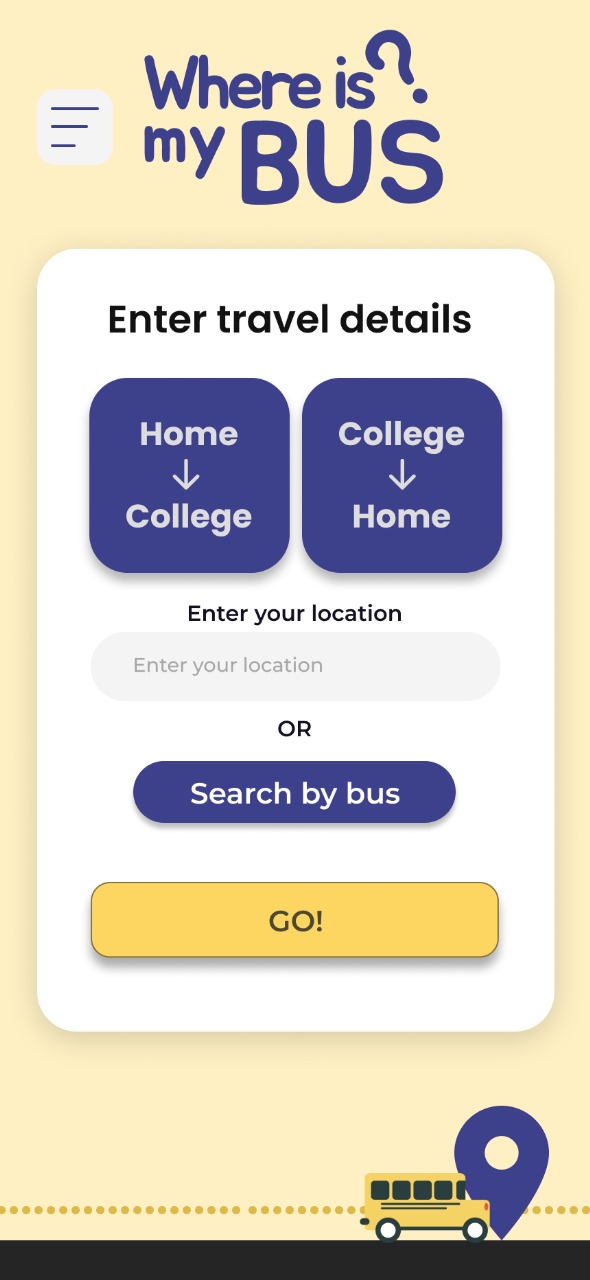 Where is?
my BUS
Enter travel details
Home
↓
College
College
↓
Home
Enter your location
Enter your location
OR
Search by bus
GO!